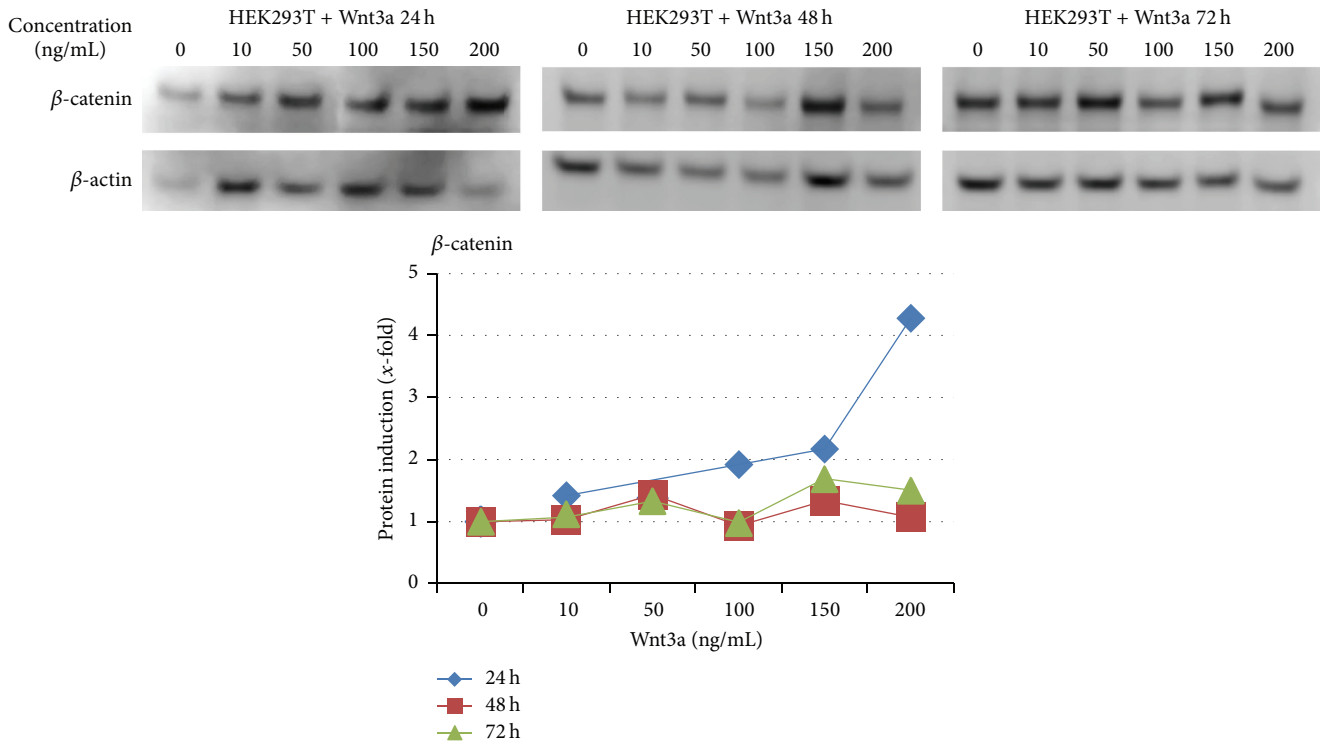 Concentration
(ng/mL)
HEK293T + Wnt3a 24 h
HEK293T + Wnt3a 48 h
HEK293T + Wnt3a 72 h
0 10 50 100 150 200
0 10 50 100 150 200
0 10 50 100 150 200
β-catenin
β-actin
β-catenin
Protein induction (x-fold)
5
4
3
2
1
0
0 10 50 100 150 200
Wnt3a (ng/mL)
24 h
48 h
72 h